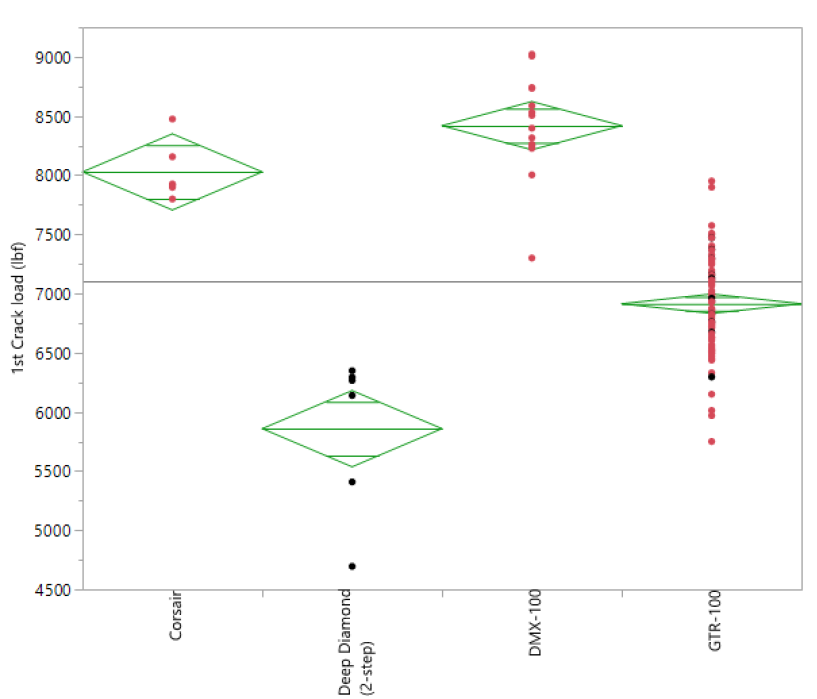 1st Crack load (lbf)
9000
8500
8000
7500
7000
6500
6000
5500
5000
4500
Corsair
Deep Diamond
(2-step)
DMX-100
GTR-100